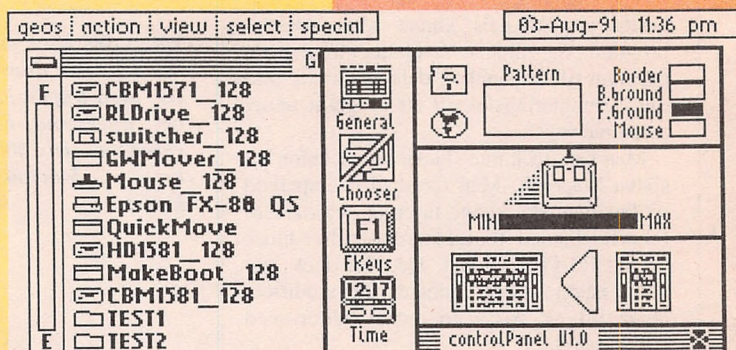 geos action view select special
03-Aug-91 11:36 pm
F
CBM1571_128
RLDrive_128
switcher_128
GWMover_128
Mouse_128
Epson FX-80 QS
QuickMove
HD1581_128
MakeBoot_128
CBM1581_128
TEST1
TEST2
E
General
Chooser
F1
FKeys
12:17
Time
Pattern
Border
B.Ground
F.Ground
Mouse
MIN MAX
controlPanel V1.0